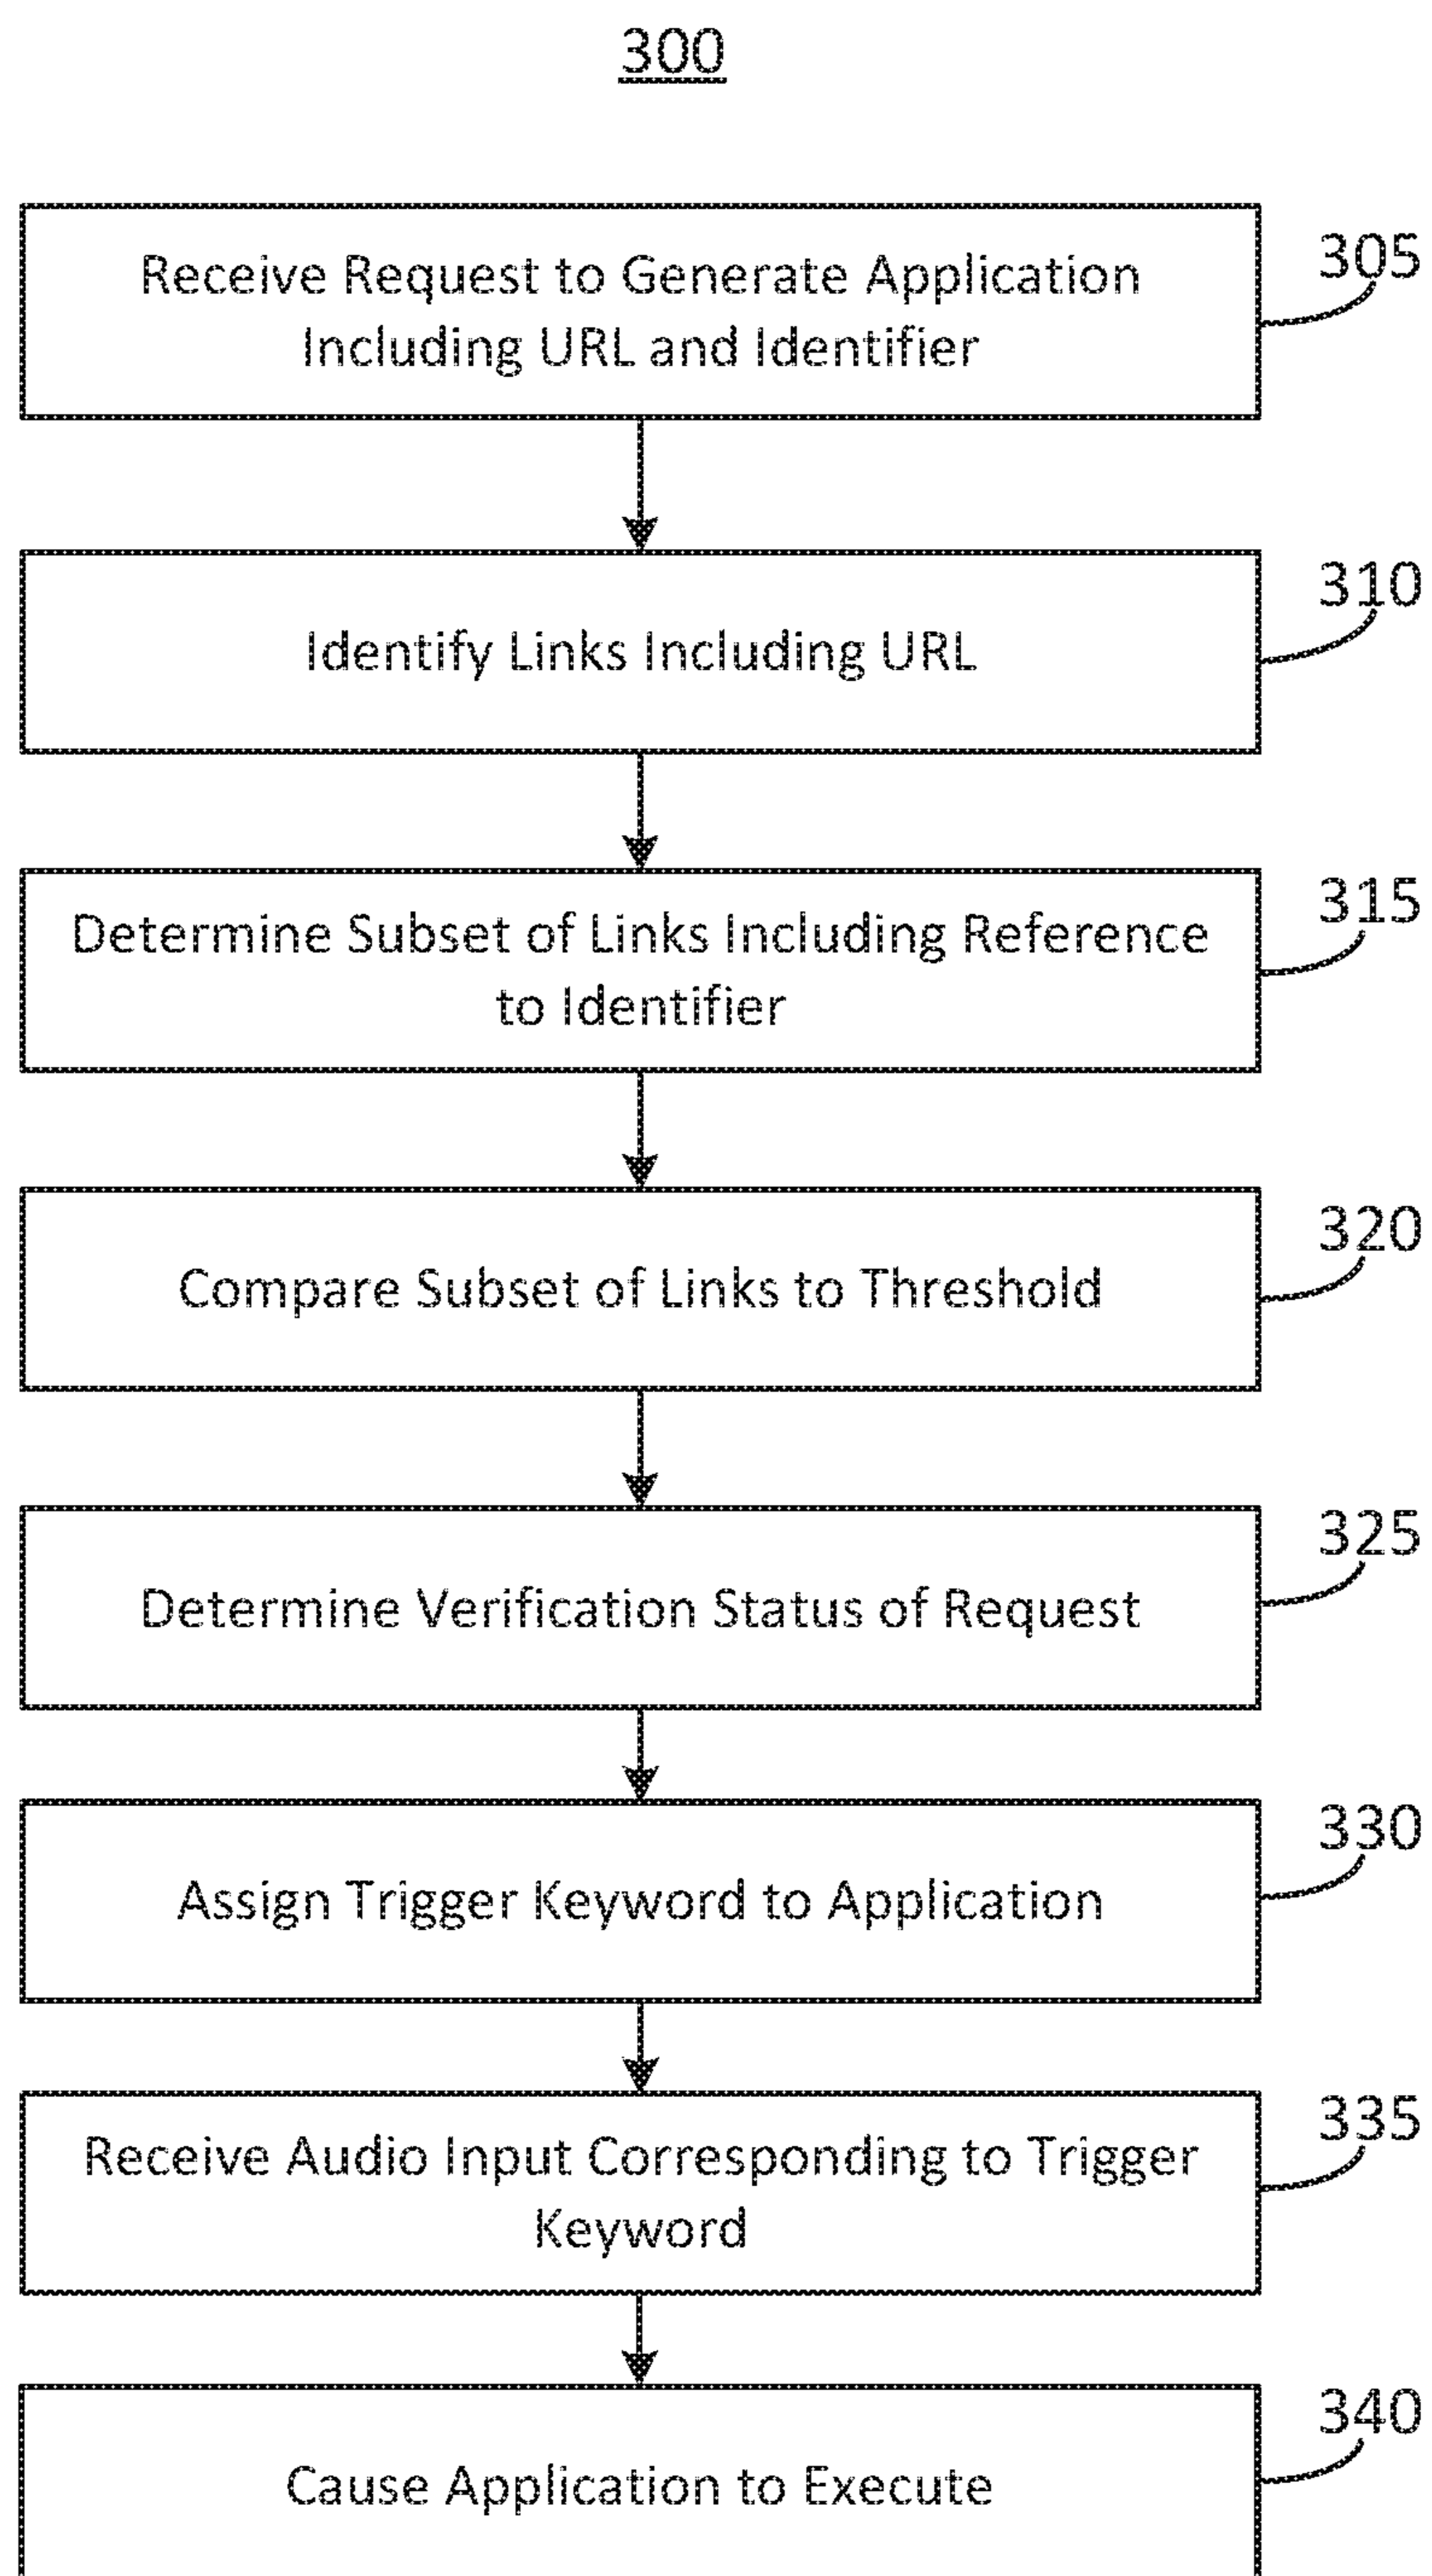 300
Receive Request to Generate Application
Including URL and Identifier
305
Identify Links Including URL
310
Determine Subset of Links Including Reference
to Identifier
315
Compare Subset of Links to Threshold
320
Determine Verification Status of Request
325
Assign Trigger Keyword to Application
330
Receive Audio Input Corresponding to Trigger
Keyword
335
Cause Application to Execute
340